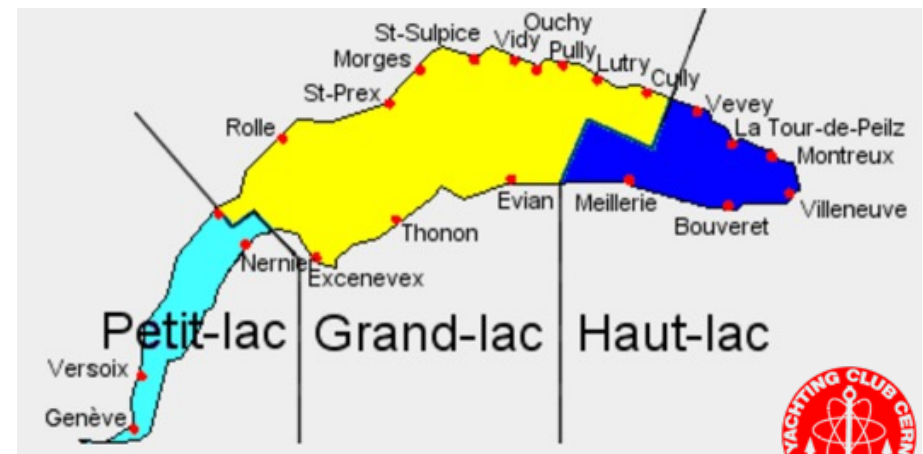 Ouchy
St-Sulpice
Vidy
Pully
Morges
Lutry
Cully
St-Prex
Vevey
Rolle
La Tour-de-Peilz
Montreux
Evian
Meillerie
Villeneuve
Bouveret
Thonon
Nernier
Excenevex
Petit-lac
Grand-lac
Haut-lac
Versoix
Genève
YACHTING CLUB CERN